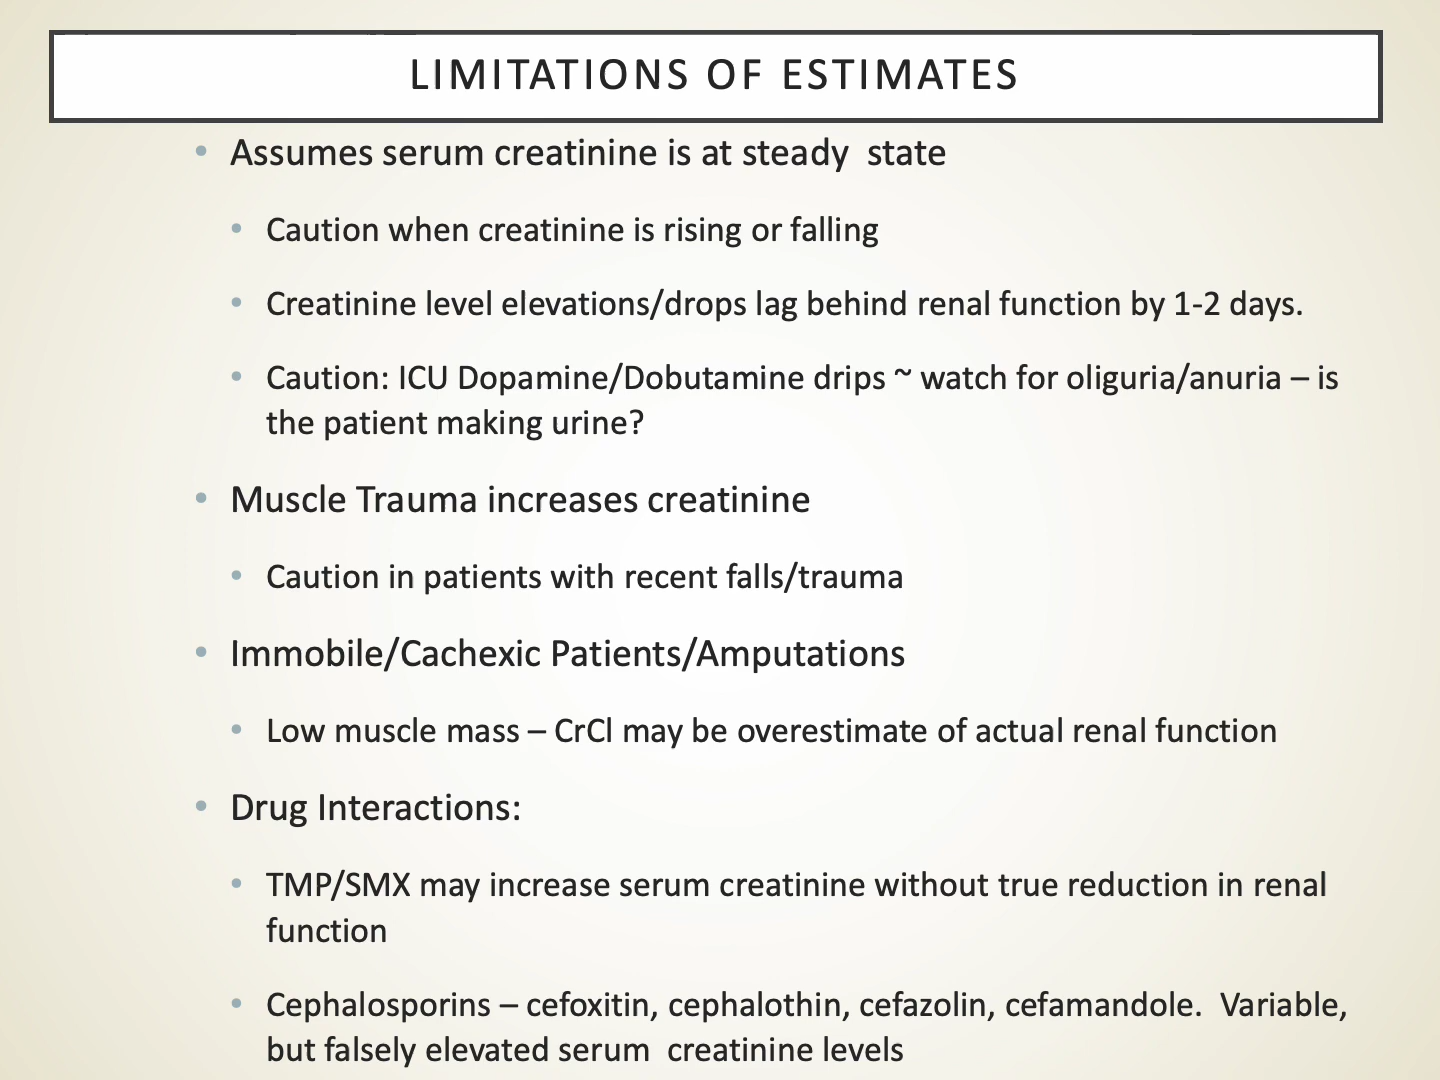 LIMITATIONS OF ESTIMATES
• Assumes serum creatinine is at steady  state
• Caution when creatinine is rising or falling
• Creatinine level elevations/drops lag behind renal function by 1-2 days.
• Caution: ICU Dopamine/Dobutamine drips ~ watch for oliguria/anuria – is
the patient making urine?
• Muscle Trauma increases creatinine
• Caution in patients with recent falls/trauma
• Immobile/Cachexic Patients/Amputations
• Low muscle mass – CrCl may be overestimate of actual renal function
• Drug Interactions:
• TMP/SMX may increase serum creatinine without true reduction in renal
function
• Cephalosporins – cefoxitin, cephalothin, cefazolin, cefamandole.  Variable,
but falsely elevated serum  creatinine levels